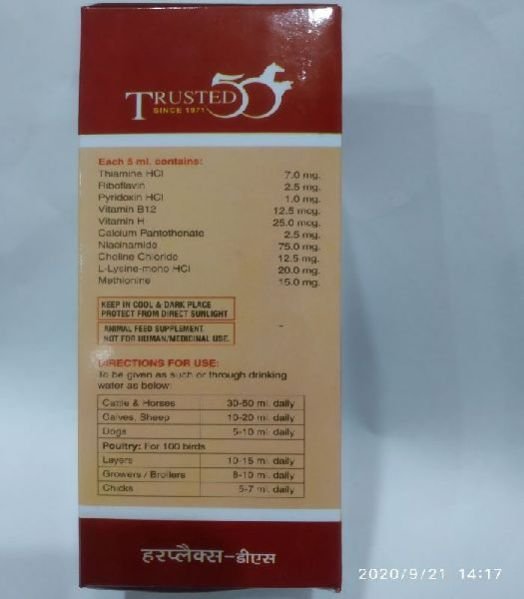 TRUSTED 50
SINCE 1971
Each 5 ml. contains:
Thiamine HCl 7.0 mg.
Riboflavin 2.5 mg.
Pyridoxin HCl 1.0 mg.
Vitamin B12 12.5 mcg.
Vitamin H 25.0 mcg.
Calcium Pantothenate 2.5 mg.
Niacinamide 75.0 mg.
Choline Chloride 12.5 mg.
L-Lysine-mono HCl 20.0 mg.
Methionine 15.0 mg.
KEEP IN COOL & DARK PLACE
PROTECT FROM DIRECT SUNLIGHT
ANIMAL FEED SUPPLEMENT.
NOT FOR HUMAN/MEDICINAL USE.
DIRECTIONS FOR USE:
To be given as such or through drinking
water as below:
Cattle & Horses 30-50 ml. daily
Calves, Sheep 10-20 ml. daily
Dogs 5-10 ml. daily
Poultry: For 100 birds
Layers 10-15 ml. daily
Growers / Broilers 8-10 ml. daily
Chicks 5-7 ml. daily
हरप्लैक्स-डीएस
2020/9/21 14:17